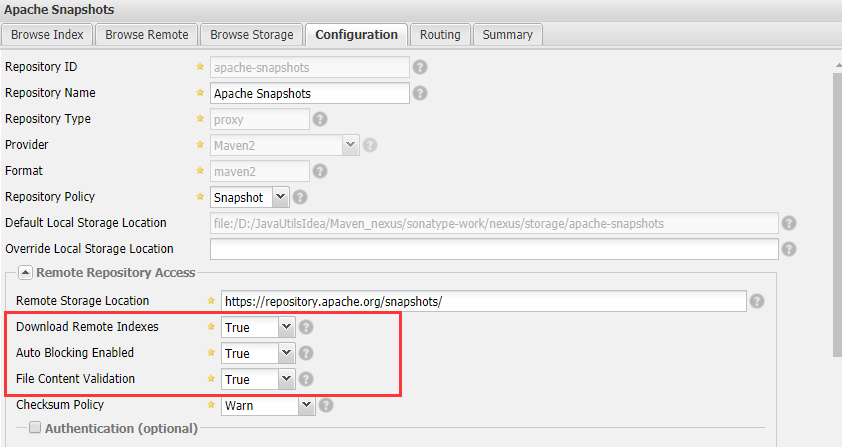 Apache Snapshots
Browse Index Browse Remote Browse Storage Configuration Routing Summary
Repository ID apache-snapshots
Repository Name Apache Snapshots
Repository Type proxy
Provider Maven2
Format maven2
Repository Policy Snapshot
Default Local Storage Location file:/D:/JavaUtilsIdea/Maven_nexus/sonatype-work/nexus/storage/apache-snapshots
Override Local Storage Location
Remote Repository Access
Remote Storage Location https://repository.apache.org/snapshots/
Download Remote Indexes True
Auto Blocking Enabled True
File Content Validation True
Checksum Policy Warn
Authentication (optional)